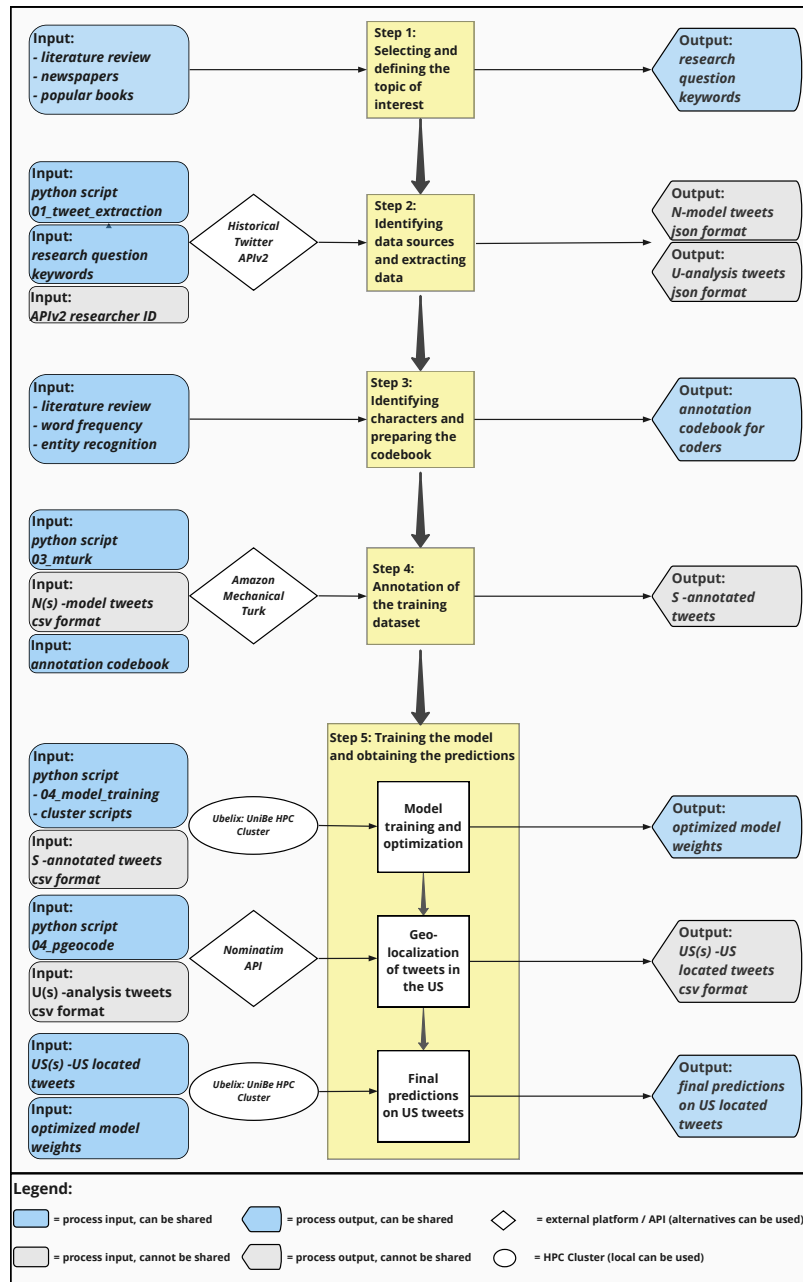 Input:
- literature review
- newspapers
- popular books
Step 1:
Selecting and
defining the
topic of
interest
Output:
research
question
keywords
Input:
python script
01_tweet_extraction
Input:
research question
keywords
Input:
APIv2 researcher ID
Historical
Twitter
APIv2
Step 2:
Identifying
data sources
and extracting
data
Output:
N-model tweets
json format
Output:
U-analysis tweets
json format
Input:
- literature review
- word frequency
- entity recognition
Step 3:
Identifying
characters and
preparing the
codebook
Output:
annotation
codebook for
coders
Input:
python script
03_mturk
Input:
N(s) -model tweets
csv format
Input:
annotation codebook
Amazon
Mechanical
Turk
Step 4:
Annotation of
the training
dataset
Output:
S -annotated
tweets
Step 5: Training the model
and obtaining the predictions
Input:
python script
- 04_model_training
- cluster scripts
Input:
S -annotated tweets
csv format
Ubelix: UniBe HPC
Cluster
Model
training and
optimization
Output:
optimized model
weights
Input:
python script
04_pgeocode
Input:
U(s) -analysis tweets
csv format
Nominatim
API
Geo-
localization
of tweets in
the US
Output:
US(s) -US
located tweets
csv format
Input:
US(s) -US located
tweets
Input:
optimized model
weights
Ubelix: UniBe HPC
Cluster
Final
predictions
on US tweets
Output:
final predictions
on US located
tweets
Legend:
= process input, can be shared
= process output, can be shared
= external platform / API (alternatives can be used)
= process input, cannot be shared
= process output, cannot be shared
= HPC Cluster (local can be used)